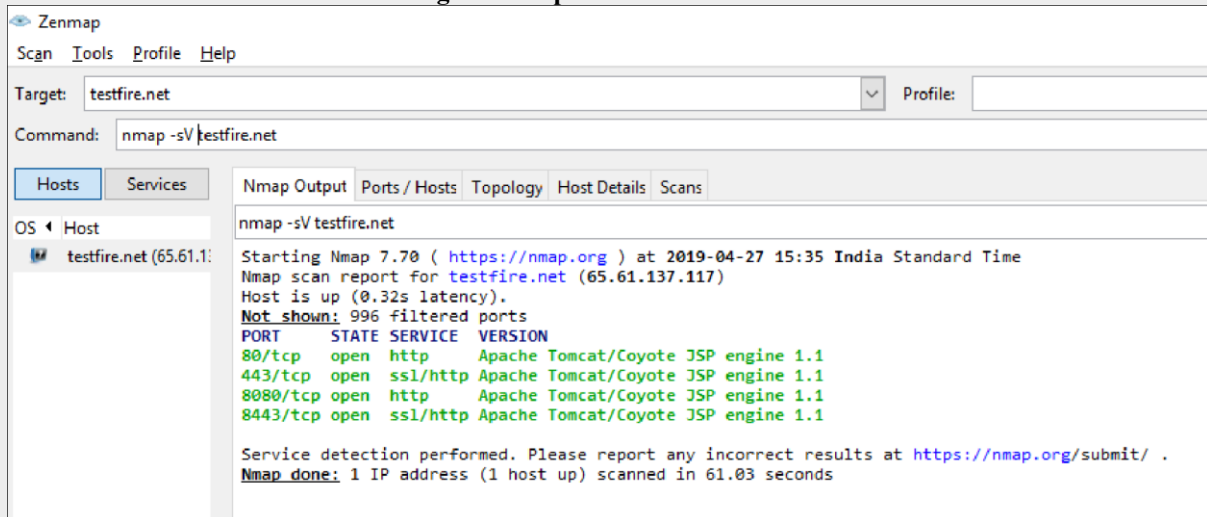 Zenmap
Scan Tools Profile Help
Target: testfire.net Profile:
Command: nmap -sV testfire.net
Hosts Services Nmap Output Ports / Hosts Topology Host Details Scans
OS Host nmap -sV testfire.net
testfire.net (65.61.1
Starting Nmap 7.70 ( https://nmap.org ) at 2019-04-27 15:35 India Standard Time
Nmap scan report for testfire.net (65.61.137.117)
Host is up (0.32s latency).
Not shown: 996 filtered ports
PORT STATE SERVICE VERSION
80/tcp open http Apache Tomcat/Coyote JSP engine 1.1
443/tcp open ssl/http Apache Tomcat/Coyote JSP engine 1.1
8080/tcp open http Apache Tomcat/Coyote JSP engine 1.1
8443/tcp open ssl/http Apache Tomcat/Coyote JSP engine 1.1
Service detection performed. Please report any incorrect results at https://nmap.org/submit/ .
Nmap done: 1 IP address (1 host up) scanned in 61.03 seconds